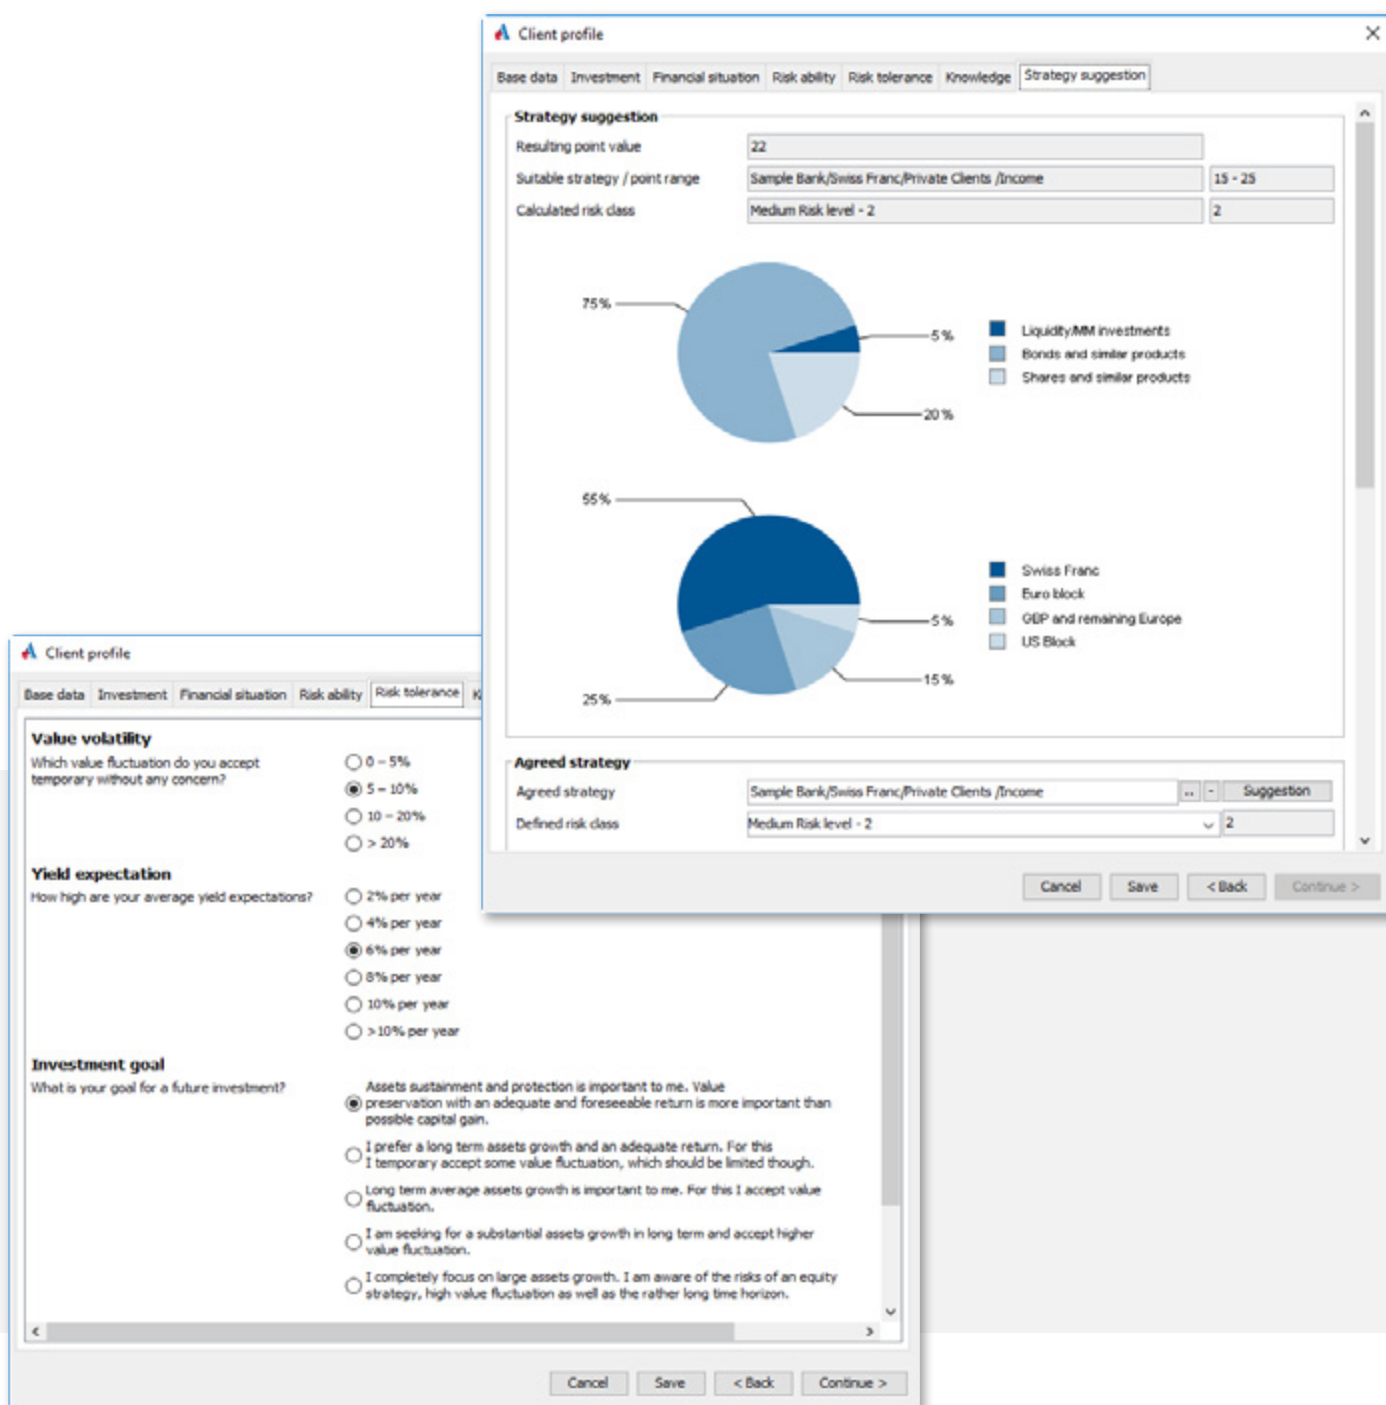 Client profile
Base data Investment Financial situation Risk ability Risk tolerance Knowledge Strategy suggestion
Strategy suggestion
Resulting point value 22
Suitable strategy / point range Sample Bank/Swiss Franc/Private Clients /Income 15 - 25
Calculated risk class Medium Risk level - 2 2
75%
5%
20%
Liquidity/MM investments
Bonds and similar products
Shares and similar products
55%
5%
15%
25%
Swiss Franc
Euro block
GBP and remaining Europe
US Block
Agreed strategy
Agreed strategy Sample Bank/Swiss Franc/Private Clients /Income .. - Suggestion
Defined risk class Medium Risk level - 2 2
Cancel Save < Back Continue >
Client profile
Base data Investment Financial situation Risk ability Risk tolerance K
Value volatility
Which value fluctuation do you accept
temporary without any concern?
0 – 5%
5 – 10%
10 – 20%
> 20%
Yield expectation
How high are your average yield expectations?
2% per year
4% per year
6% per year
8% per year
10% per year
>10% per year
Investment goal
What is your goal for a future investment?
Assets sustainment and protection is important to me. Value
preservation with an adequate and foreseeable return is more important than
possible capital gain.
I prefer a long term assets growth and an adequate return. For this
I temporary accept some value fluctuation, which should be limited though.
Long term average assets growth is important to me. For this I accept value
fluctuation.
I am seeking for a substantial assets growth in long term and accept higher
value fluctuation.
I completely focus on large assets growth. I am aware of the risks of an equity
strategy, high value fluctuation as well as the rather long time horizon.
Cancel Save < Back Continue >